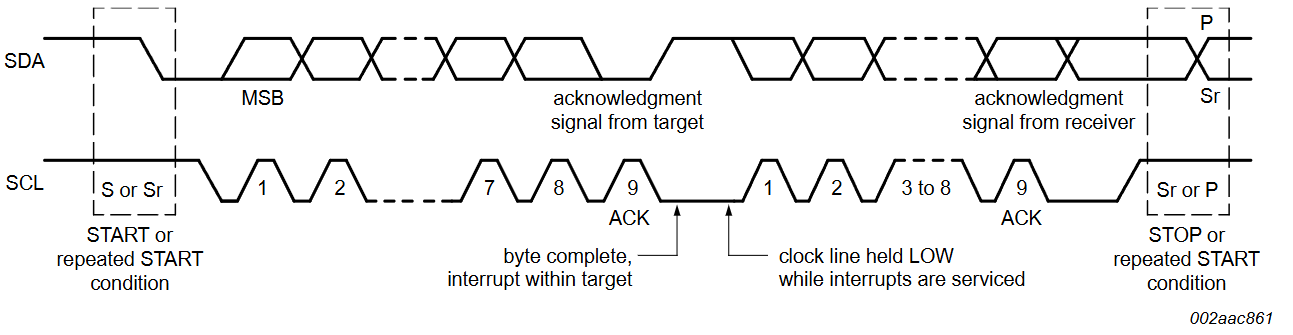 P
SDA
MSB
acknowledgment
signal from target
acknowledgment
signal from receiver
Sr
SCL
S or Sr
1
2
7
8
9
1
2
3 to 8
9
Sr or P
ACK
ACK
START or
repeated START
condition
byte complete,
interrupt within target
clock line held LOW
while interrupts are serviced
STOP or
repeated START
condition
002aac861